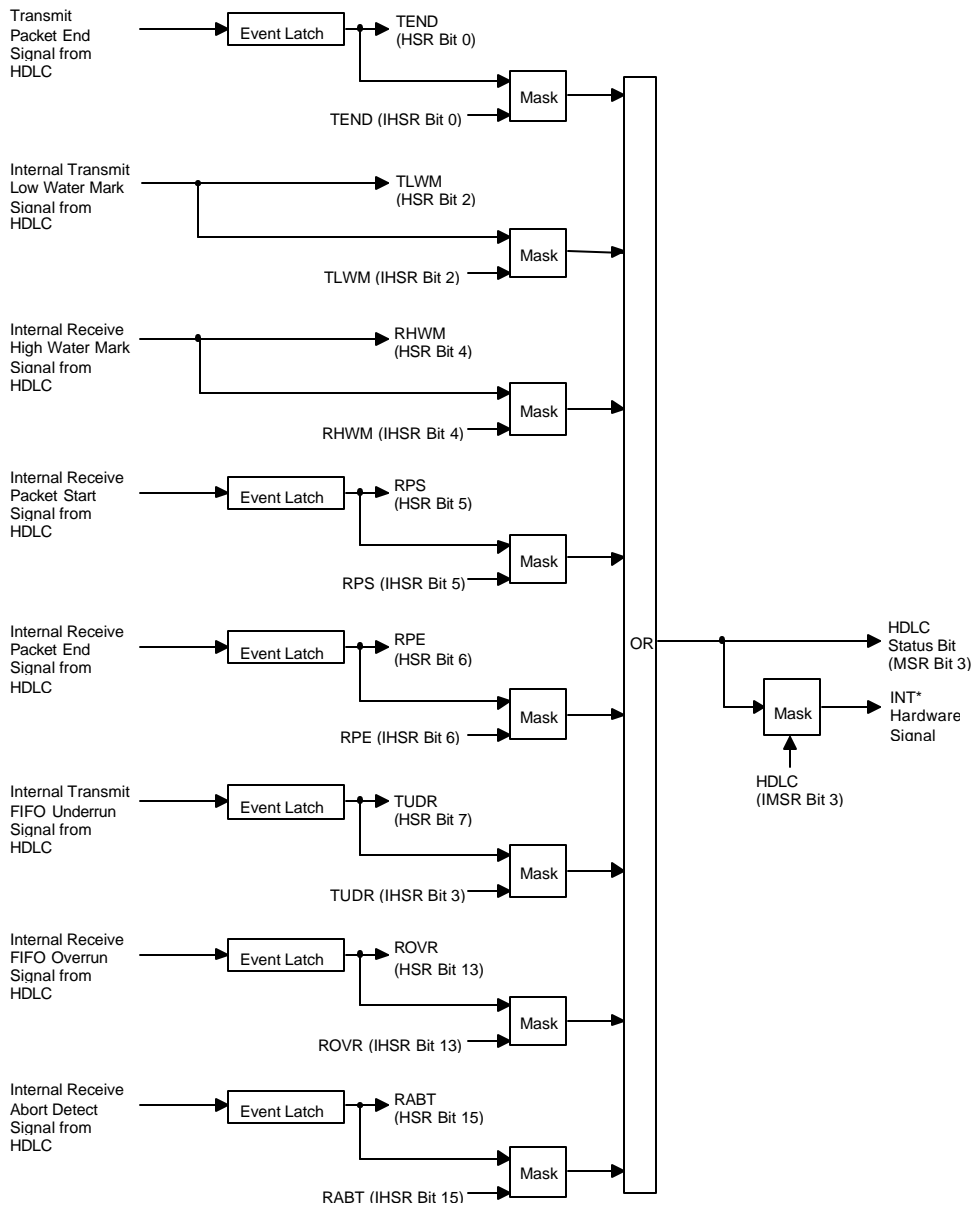 Transmit
Packet End
Signal from
HDLC
Event Latch
TEND
(HSR Bit 0)
Mask
TEND (IHSR Bit 0)
Internal Transmit
Low Water Mark
Signal from
HDLC
TLWM
(HSR Bit 2)
Mask
TLWM (IHSR Bit 2)
Internal Receive
High Water Mark
Signal from
HDLC
RHWM
(HSR Bit 4)
Mask
RHWM (IHSR Bit 4)
Internal Receive
Packet Start
Signal from
HDLC
Event Latch
RPS
(HSR Bit 5)
Mask
RPS (IHSR Bit 5)
Internal Receive
Packet End
Signal from
HDLC
Event Latch
RPE
(HSR Bit 6)
Mask
RPE (IHSR Bit 6)
OR
HDLC
Status Bit
(MSR Bit 3)
Mask
INT*
Hardware
Signal
HDLC
(IMSR Bit 3)
Internal Transmit
FIFO Underrun
Signal from
HDLC
Event Latch
TUDR
(HSR Bit 7)
Mask
TUDR (IHSR Bit 3)
Internal Receive
FIFO Overrun
Signal from
HDLC
Event Latch
ROVR
(HSR Bit 13)
Mask
ROVR (IHSR Bit 13)
Internal Receive
Abort Detect
Signal from
HDLC
Event Latch
RABT
(HSR Bit 15)
Mask
RABT (IHSR Bit 15)